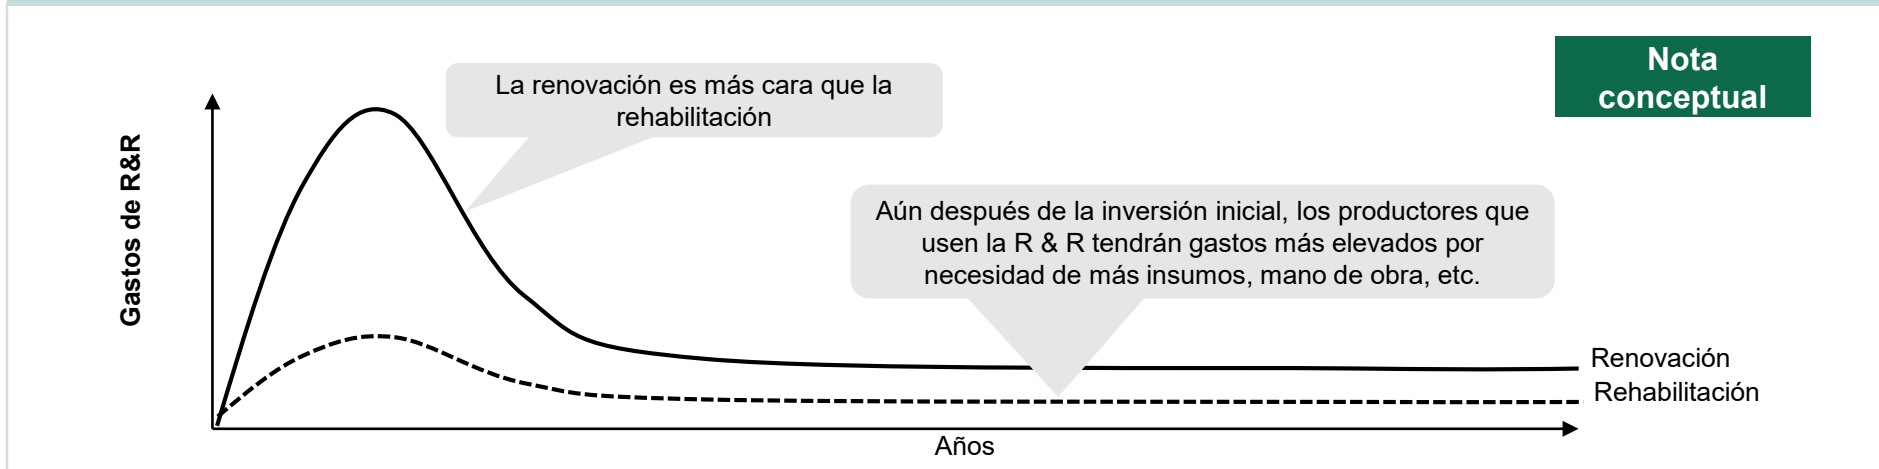 Nota
conceptual
La renovación es más cara que la
rehabilitación
Gastos de R&R
Aún después de la inversión inicial, los productores que
usen la R & R tendrán gastos más elevados por
necesidad de más insumos, mano de obra, etc.
Renovación
Rehabilitación
Años